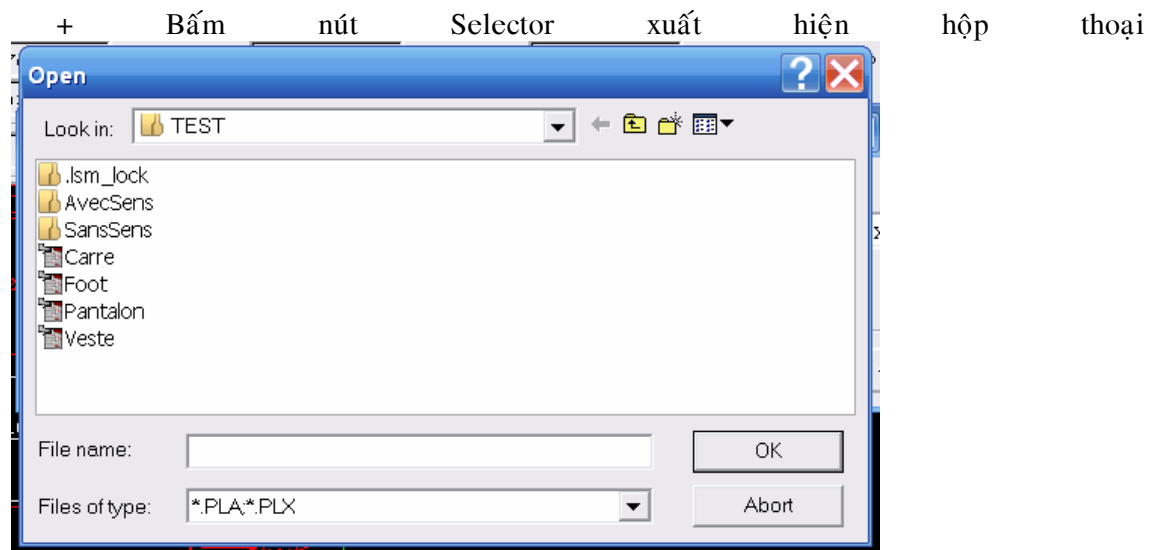 + Bấm nút Selector xuất hiện hộp thoại
Open
Look in: TEST
.lsm_lock
AvecSens
SansSens
Carre
Foot
Pantalon
Veste
File name: OK
Files of type: *.PLA;*.PLX Abort